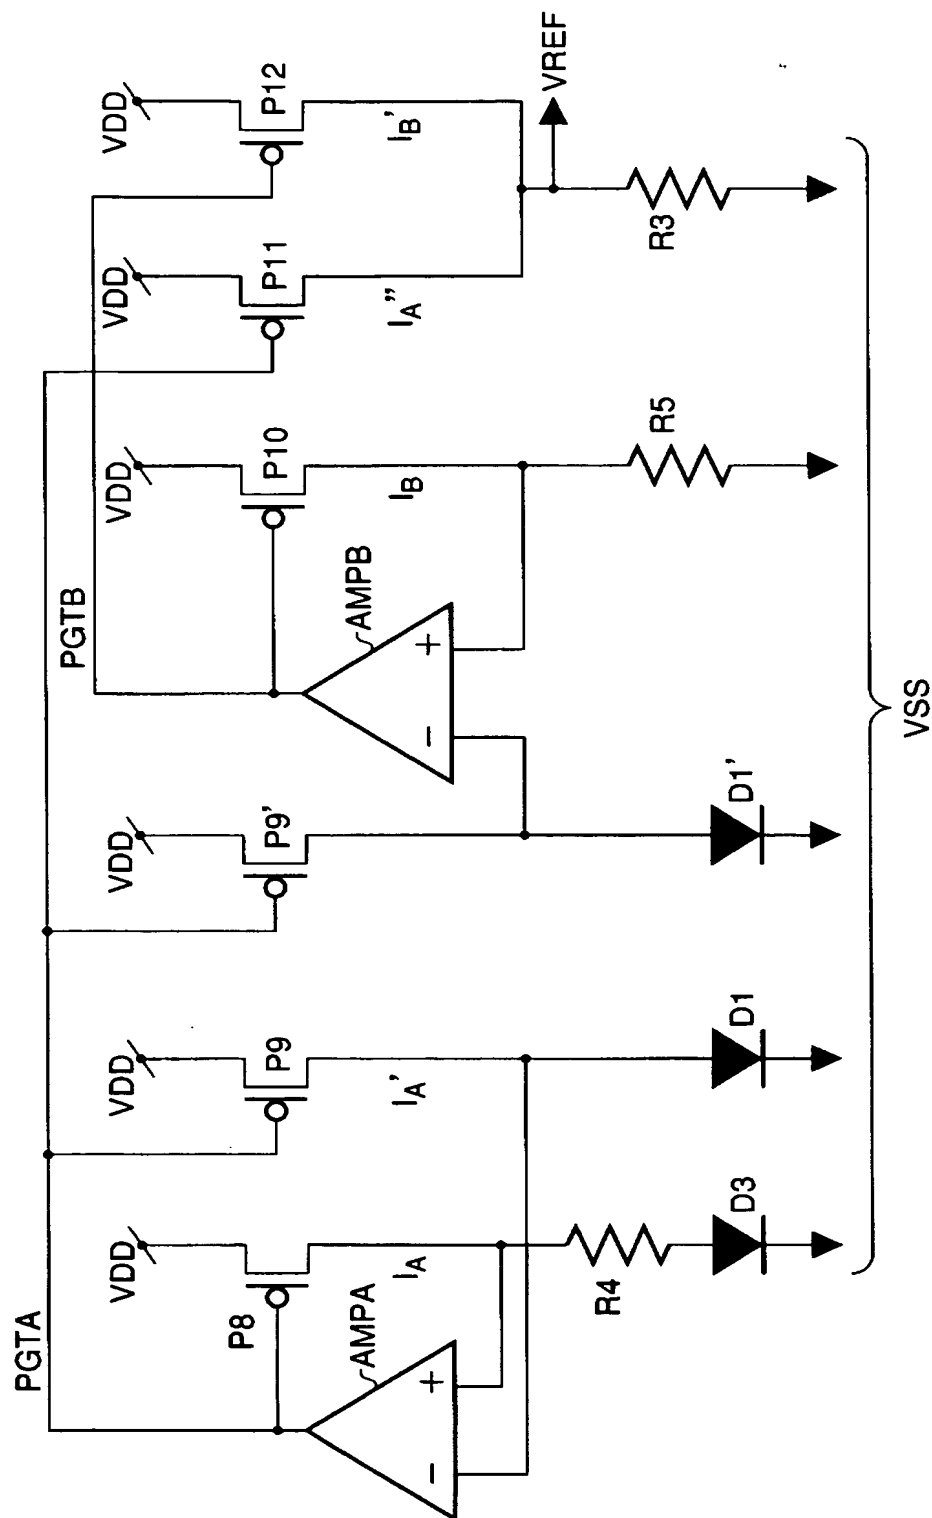 PGTA
PGTB
VDD
VDD
VDD
VDD
VDD
VDD
P8
P9
P9'
P10
P11
P12
IA
IA'
IB
IA"
IB'
AMPA
AMPB
+
−
−
+
VREF
R4
R5
R3
D3
D1
D1'
VSS